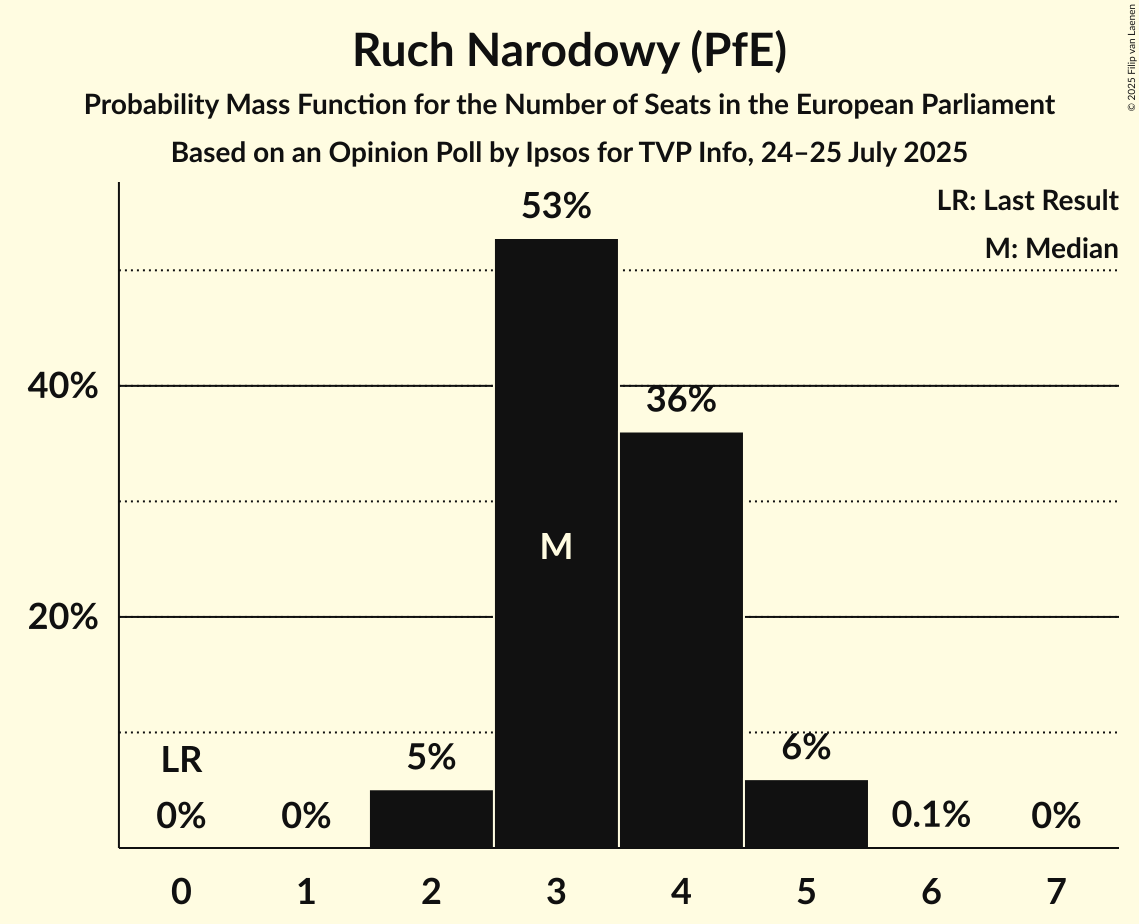 Ruch Narodowy (PfE)
Probability Mass Function for the Number of Seats in the European Parliament
Based on an Opinion Poll by Ipsos for TVP Info, 24–25 July 2025
© 2025 Filip van Laenen
LR: Last Result
M: Median
53%
40%
36%
M
20%
LR
0%
0%
5%
6%
0.1%
0%
0
1
2
3
4
5
6
7